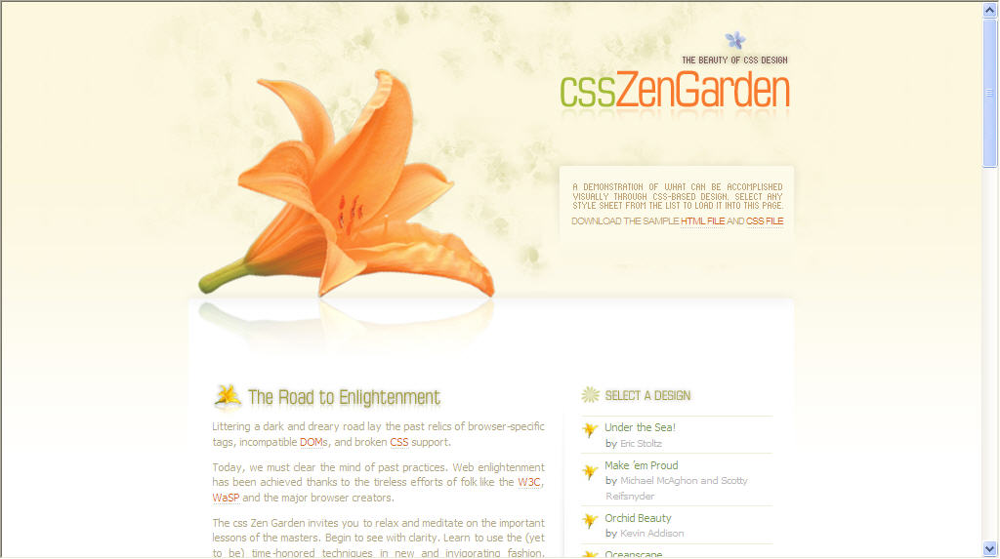 THE BEAUTY OF CSS DESIGN
cssZenGarden
A DEMONSTRATION OF WHAT CAN BE ACCOMPLISHED
VISUALLY THROUGH CSS-BASED DESIGN. SELECT ANY
STYLE SHEET FROM THE LIST TO LOAD IT INTO THIS PAGE.
DOWNLOAD THE SAMPLE HTML FILE AND CSS FILE
The Road to Enlightenment
Littering a dark and dreary road lay the past relics of browser-specific
tags, incompatible DOMs, and broken CSS support.
Today, we must clear the mind of past practices. Web enlightenment
has been achieved thanks to the tireless efforts of folk like the W3C,
WaSP and the major browser creators.
The css Zen Garden invites you to relax and meditate on the important
lessons of the masters. Begin to see with clarity. Learn to use the (yet
to be) time-honored techniques in new and invigorating fashion.
SELECT A DESIGN
Under the Sea!
by Eric Stoltz
Make 'em Proud
by Michael McAghon and Scotty
Reifsnyder
Orchid Beauty
by Kevin Addison
Oceanscape